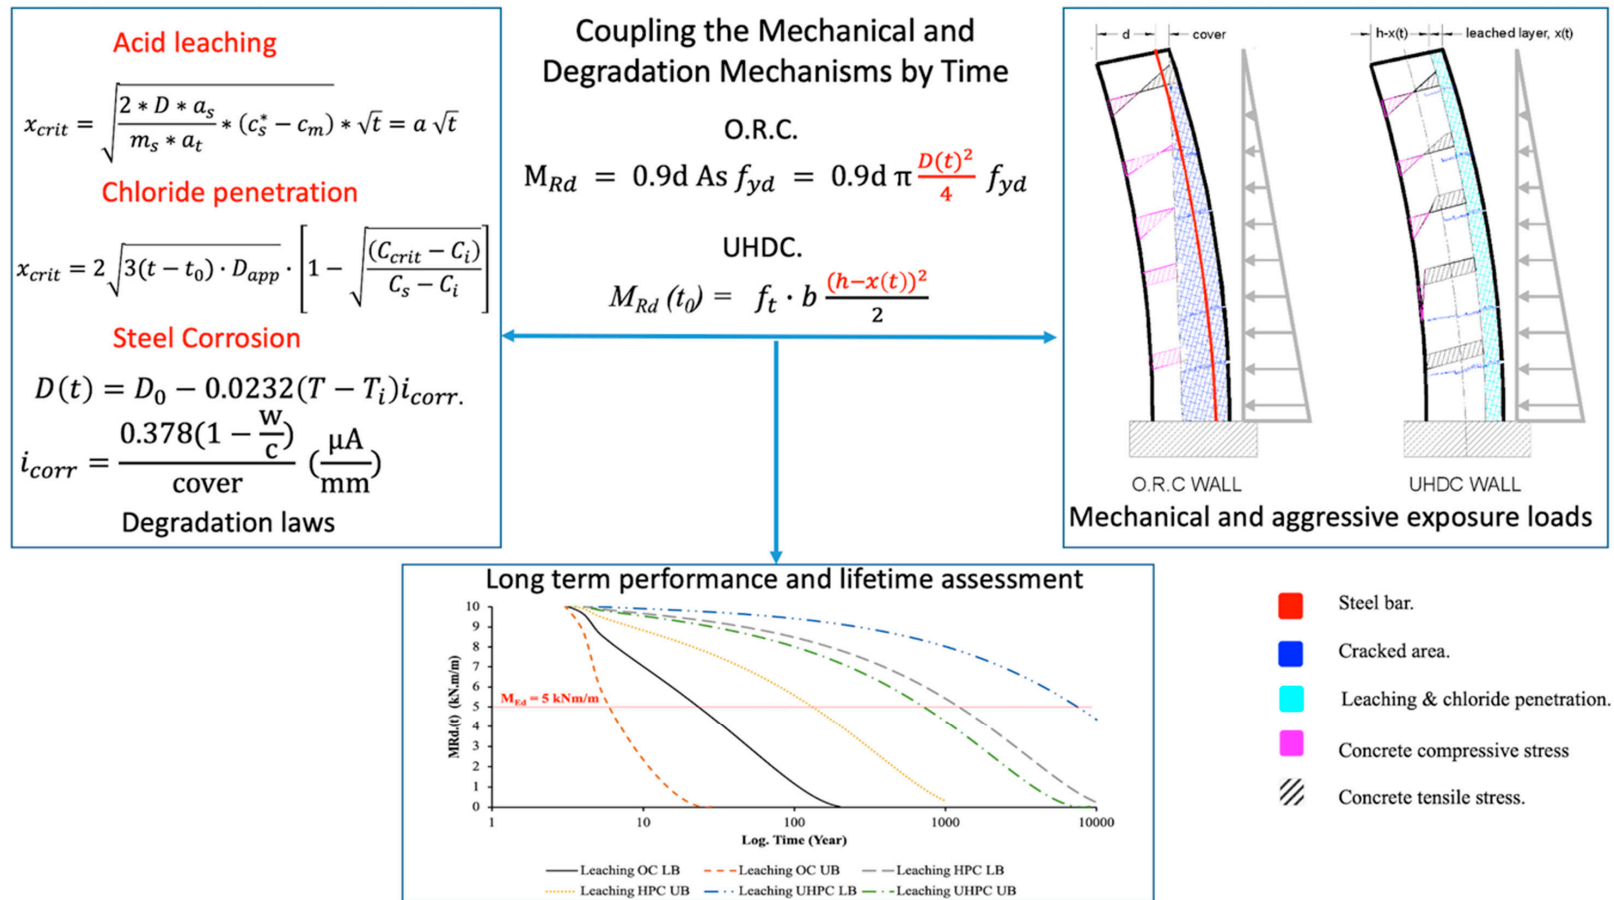 Acid leaching
x_crit = √(2 * D * a_s / m_s * a_t) * (c_s^* − c_m) * √t = a √t
Chloride penetration
x_crit = 2 √(3(t − t_0) · D_app) · [1 − √((C_crit − C_i) / C_s − C_i)]
Steel Corrosion
D(t) = D_0 − 0.0232(T − T_i)i_corr.
i_corr = 0.378(1 − w/c) / cover (μA/mm)
Degradation laws
Coupling the Mechanical and
Degradation Mechanisms by Time
O.R.C.
M_Rd = 0.9d As f_yd = 0.9d π D(t)²/4 f_yd
UHDC.
M_Rd (t_0) = f_t · b (h−x(t))²/2
d
cover
h-x(t)
leached layer, x(t)
O.R.C WALL
UHDC WALL
Mechanical and aggressive exposure loads
Long term performance and lifetime assessment
MRd.(t) (kN.m/m)
10
9
8
7
6
5
4
3
2
1
0
M_Ed = 5 kNm/m
1
10
100
1000
10000
Log. Time (Year)
Leaching OC LB
Leaching OC UB
Leaching HPC LB
Leaching HPC UB
Leaching UHPC LB
Leaching UHPC UB
Steel bar.
Cracked area.
Leaching & chloride penetration.
Concrete compressive stress
Concrete tensile stress.